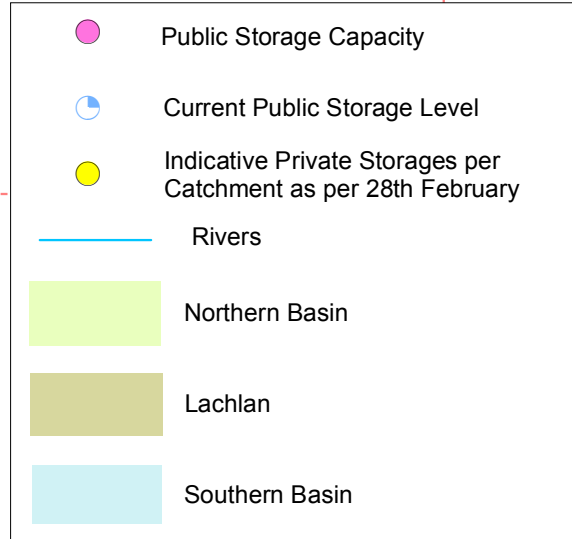 Public Storage Capacity
Current Public Storage Level
Indicative Private Storages per
Catchment as per 28th February
Rivers
Northern Basin
Lachlan
Southern Basin